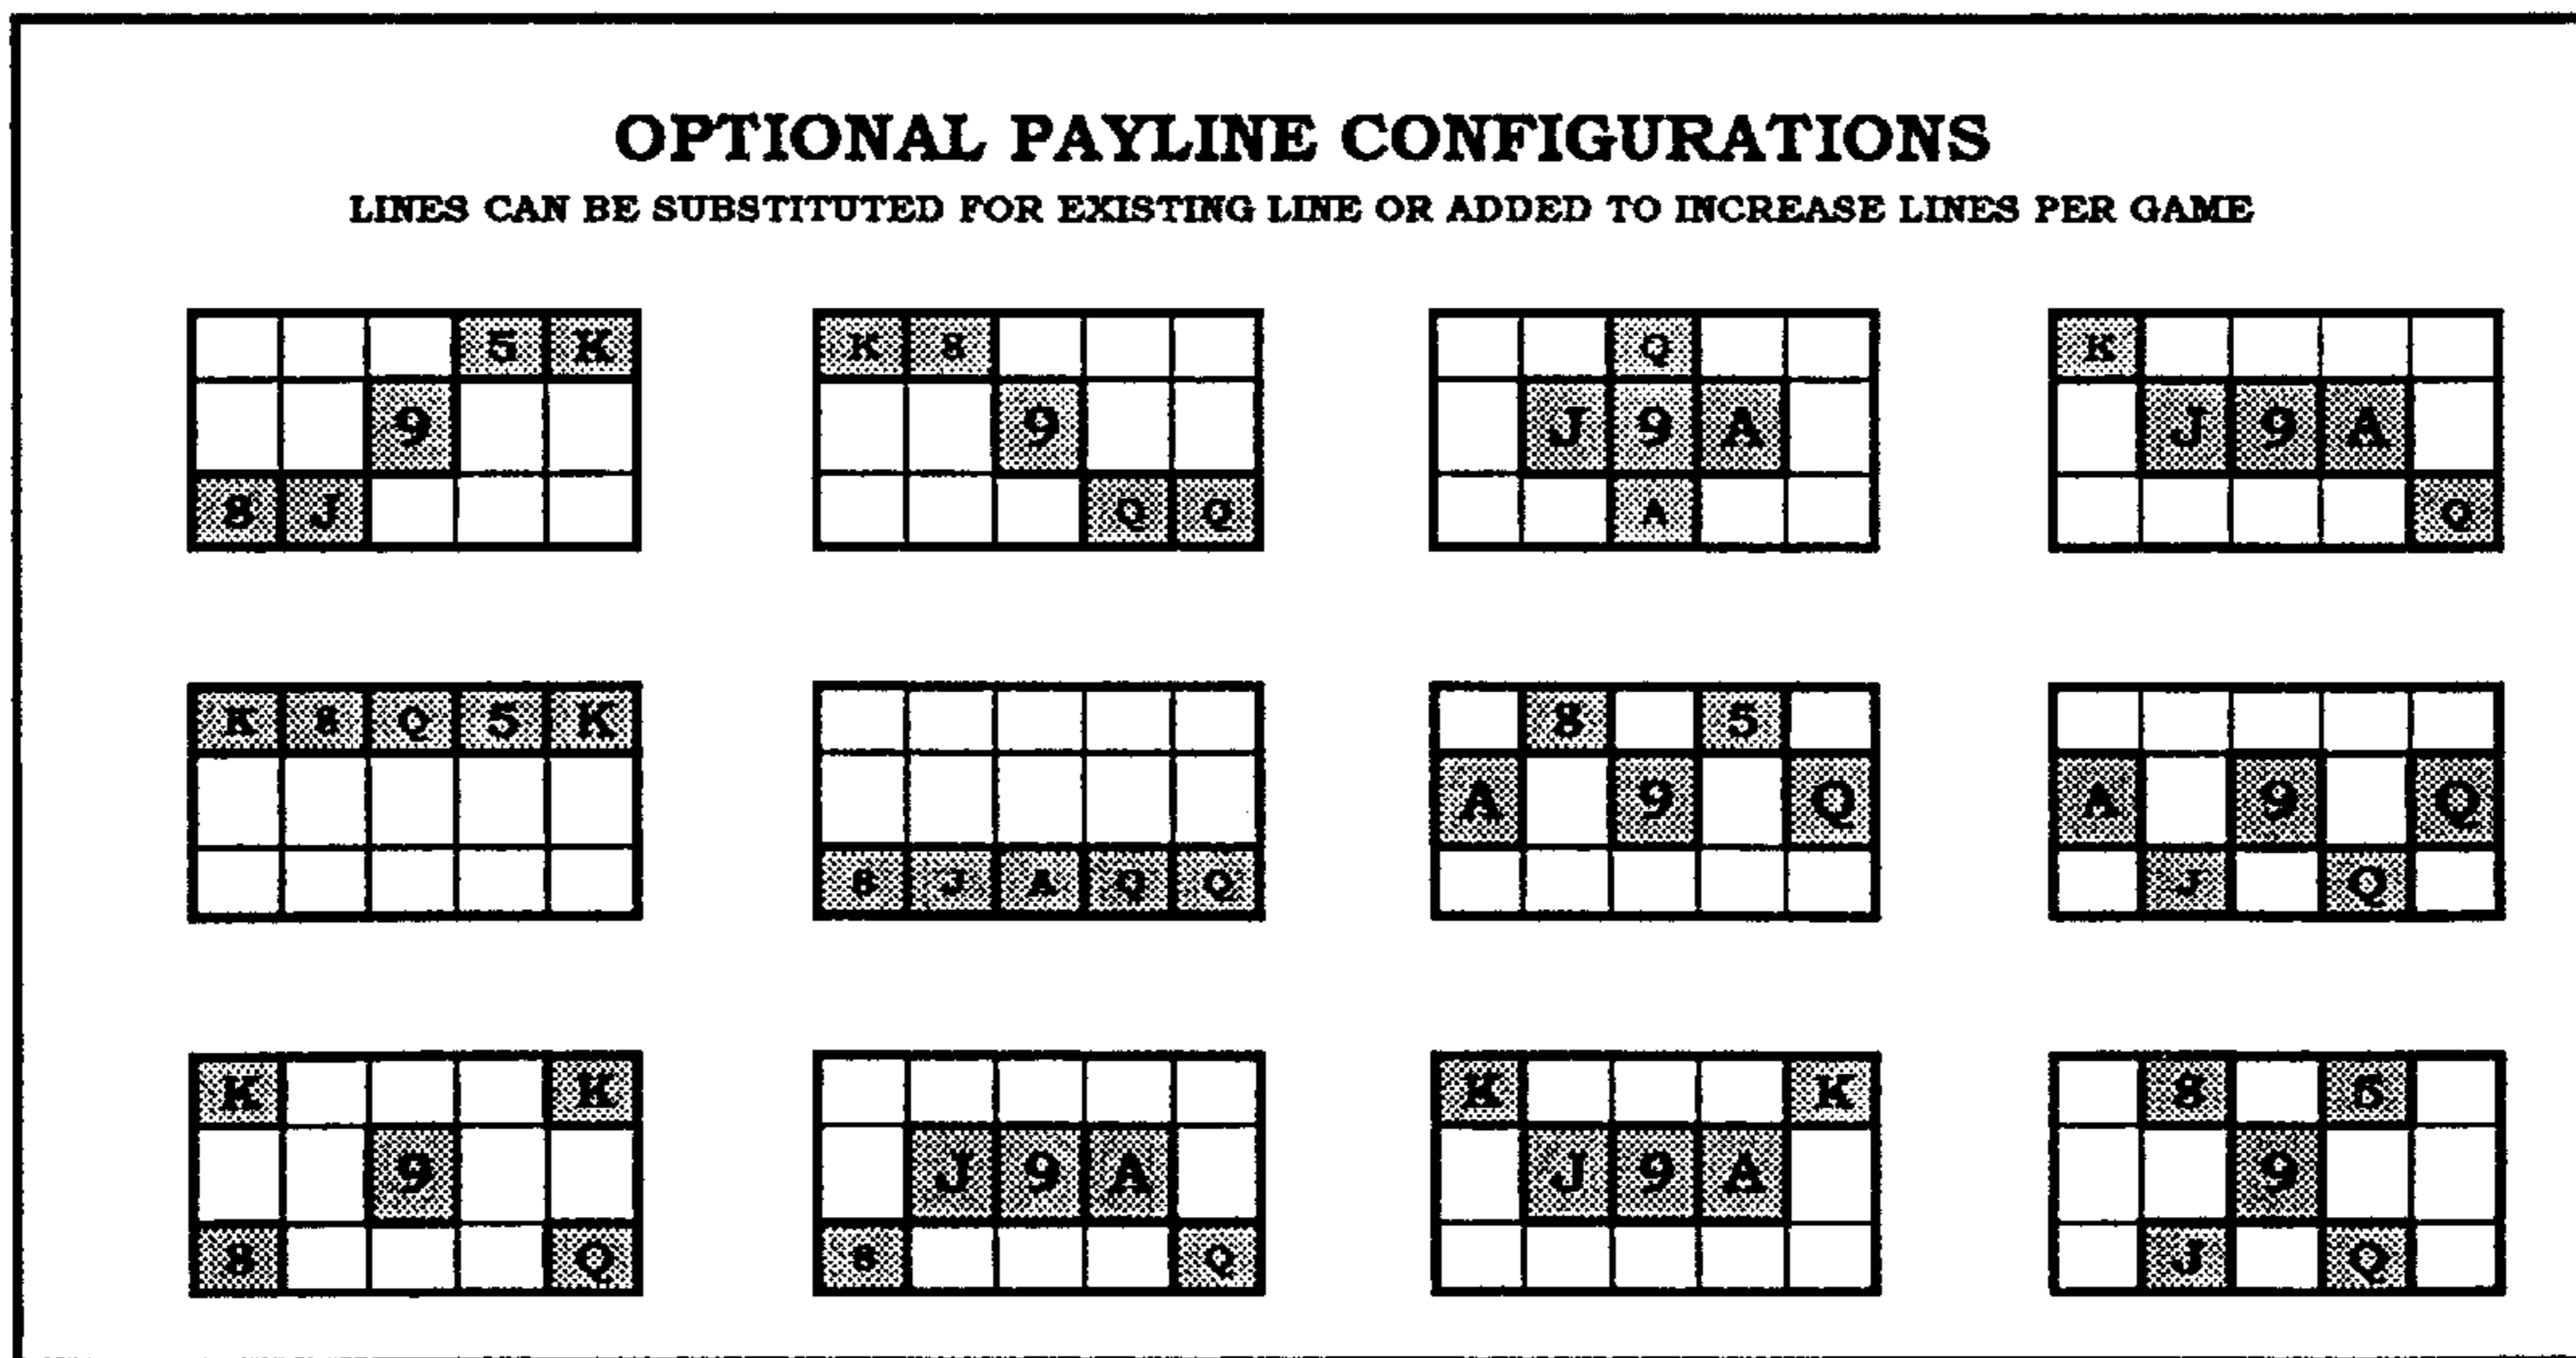 OPTIONAL PAYLINE CONFIGURATIONS
LINES CAN BE SUBSTITUTED FOR EXISTING LINE OR ADDED TO INCREASE LINES PER GAME
5 K
9
8 J
K 8
9
Q Q
Q
J 9 A
A
K
J 9 A
Q
K 8 Q 5 K
8 J A Q Q
8 5
A 9 Q
A 9 Q
J Q
K K
9
8 Q
J 9 A
8 Q
K K
J 9 A
8 5
9
J Q